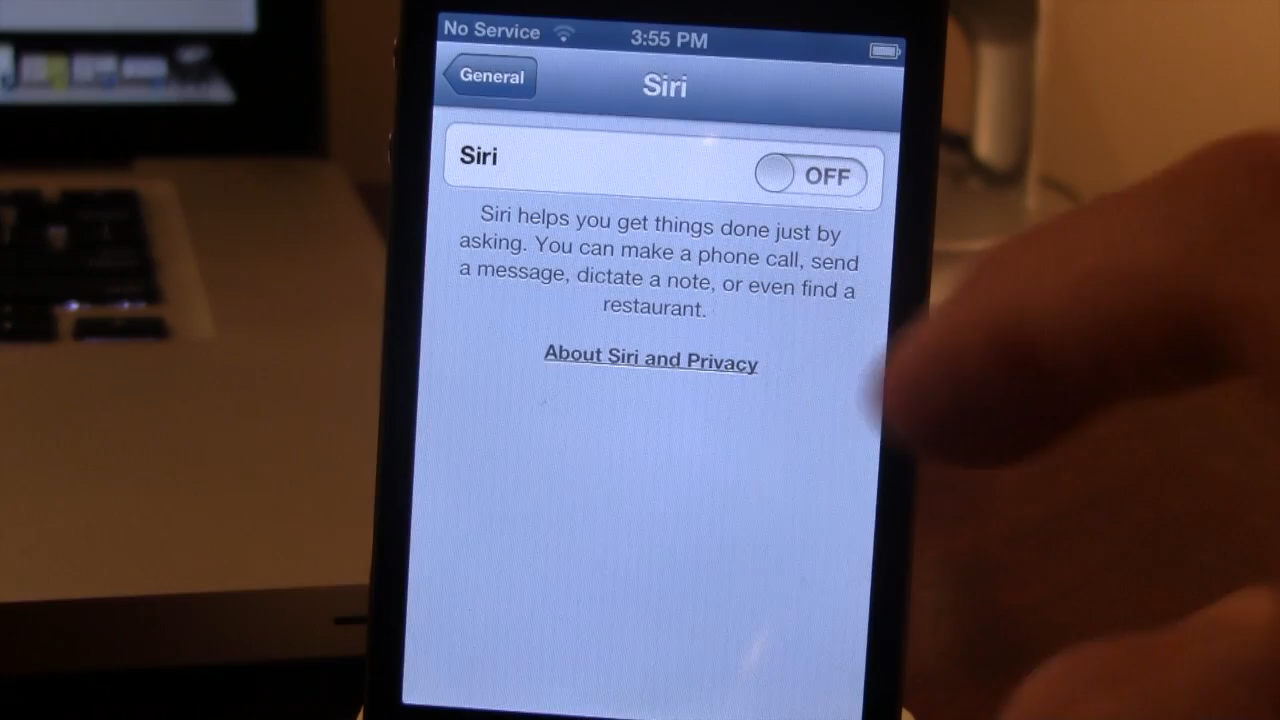 No Service 3:55 PM
General Siri
Siri OFF
Siri helps you get things done just by
asking. You can make a phone call, send
a message, dictate a note, or even find a
restaurant.
About Siri and Privacy